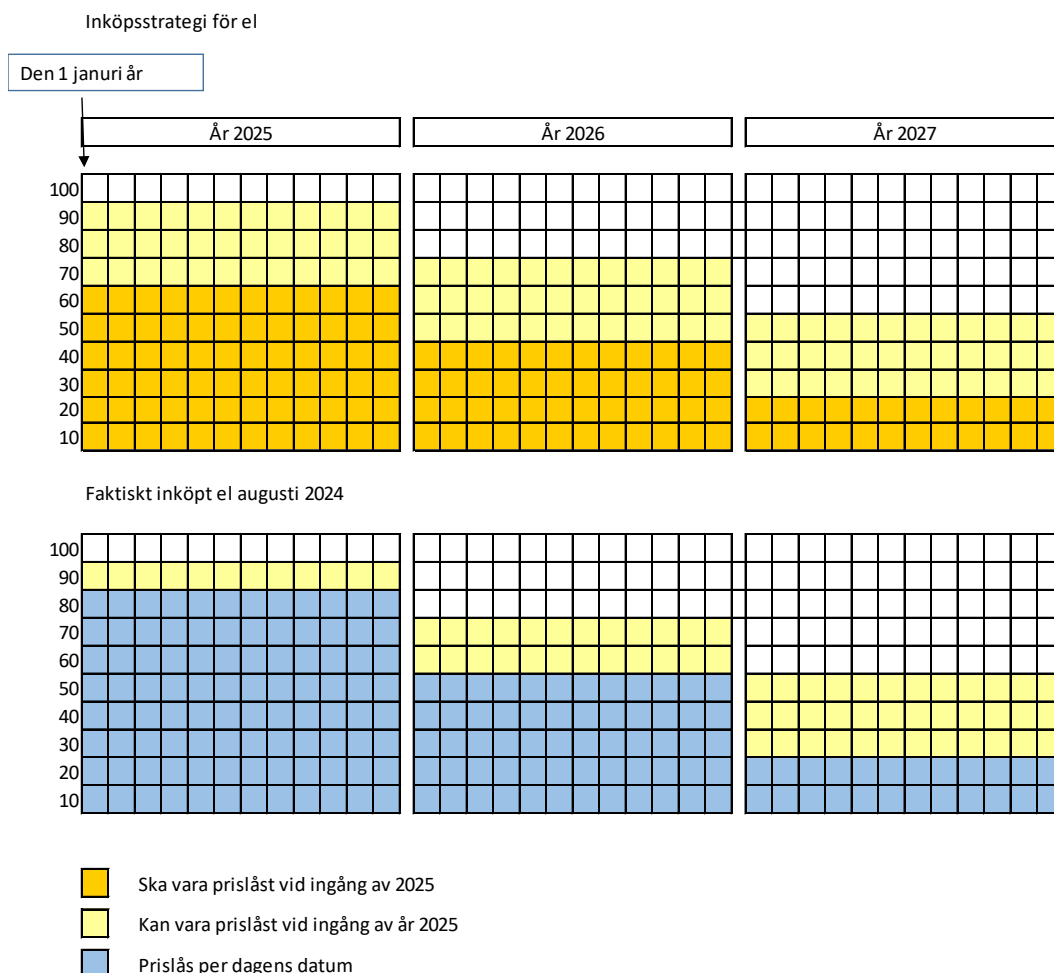 Inköpsstrategi för el
Den 1 januri år
År 2025 År 2026 År 2027
100
90
80
70
60
50
40
30
20
10
Faktiskt inköpt el augusti 2024
100
90
80
70
60
50
40
30
20
10
Ska vara prislåst vid ingång av 2025
Kan vara prislåst vid ingång av år 2025
Prislås per dagens datum